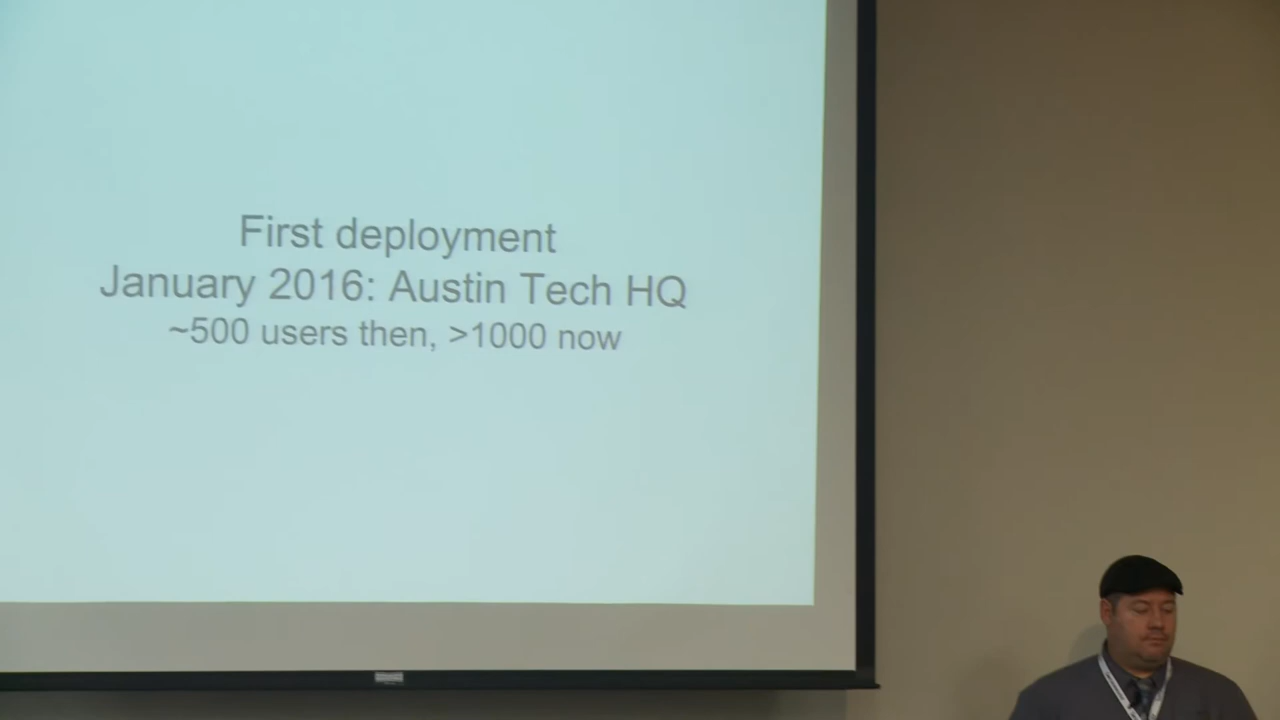 First deployment
January 2016: Austin Tech HQ
~500 users then, >1000 now